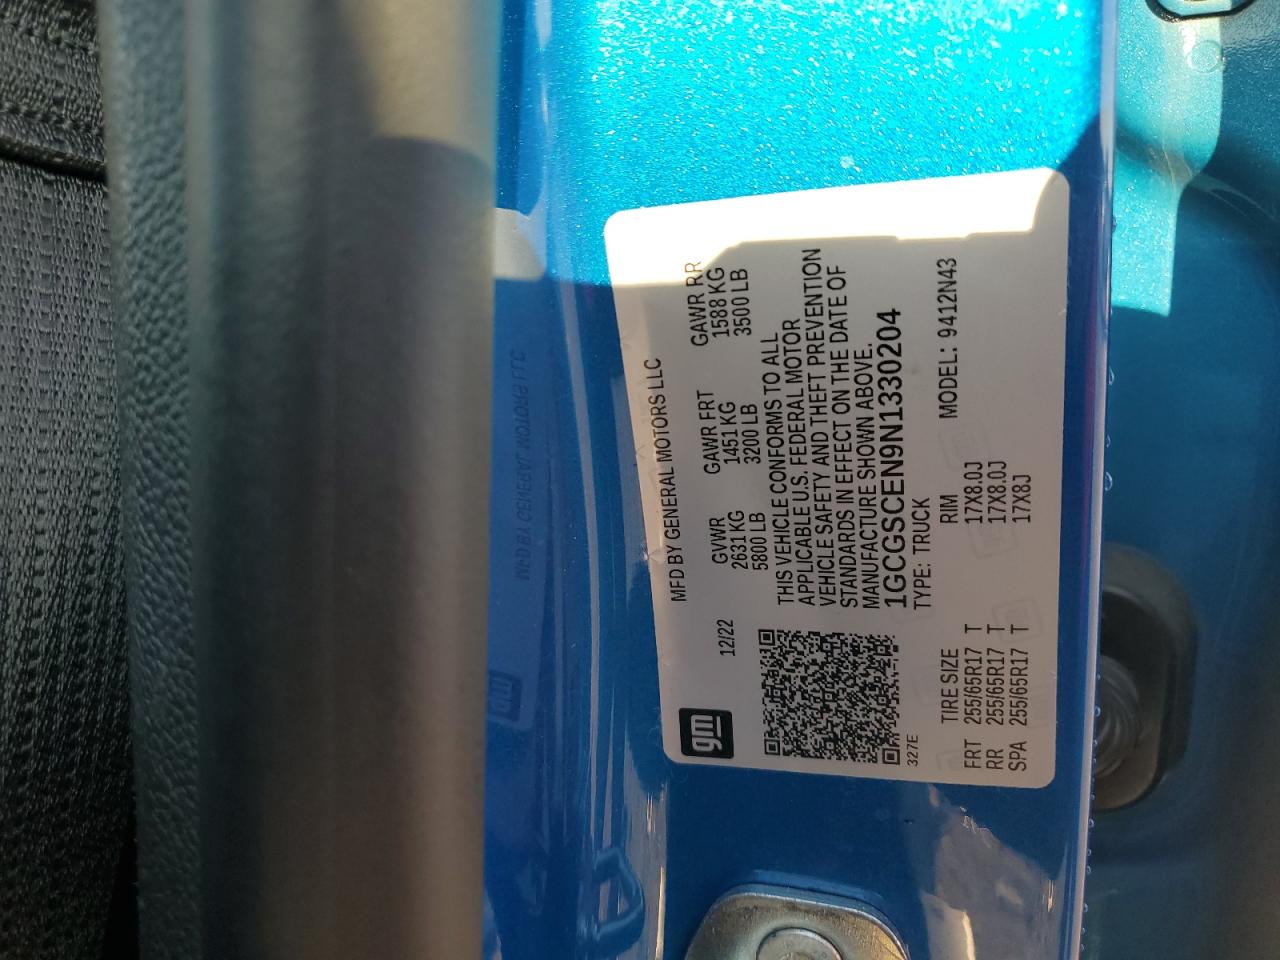 gm
MFD BY GENERAL MOTORS LLC
12/22
GVWR GAWR FRT GAWR RR
2631 KG 1451 KG 1588 KG
5800 LB 3200 LB 3500 LB
THIS VEHICLE CONFORMS TO ALL
APPLICABLE U.S. FEDERAL MOTOR
VEHICLE SAFETY AND THEFT PREVENTION
STANDARDS IN EFFECT ON THE DATE OF
MANUFACTURE SHOWN ABOVE.
1GCGSCEN9N1330204
TYPE: TRUCK
327E
MODEL: 9412N43
TIRE SIZE RIM
FRT 255/65R17 T 17X8.0J
RR 255/65R17 T 17X8.0J
SPA 255/65R17 T 17X8J